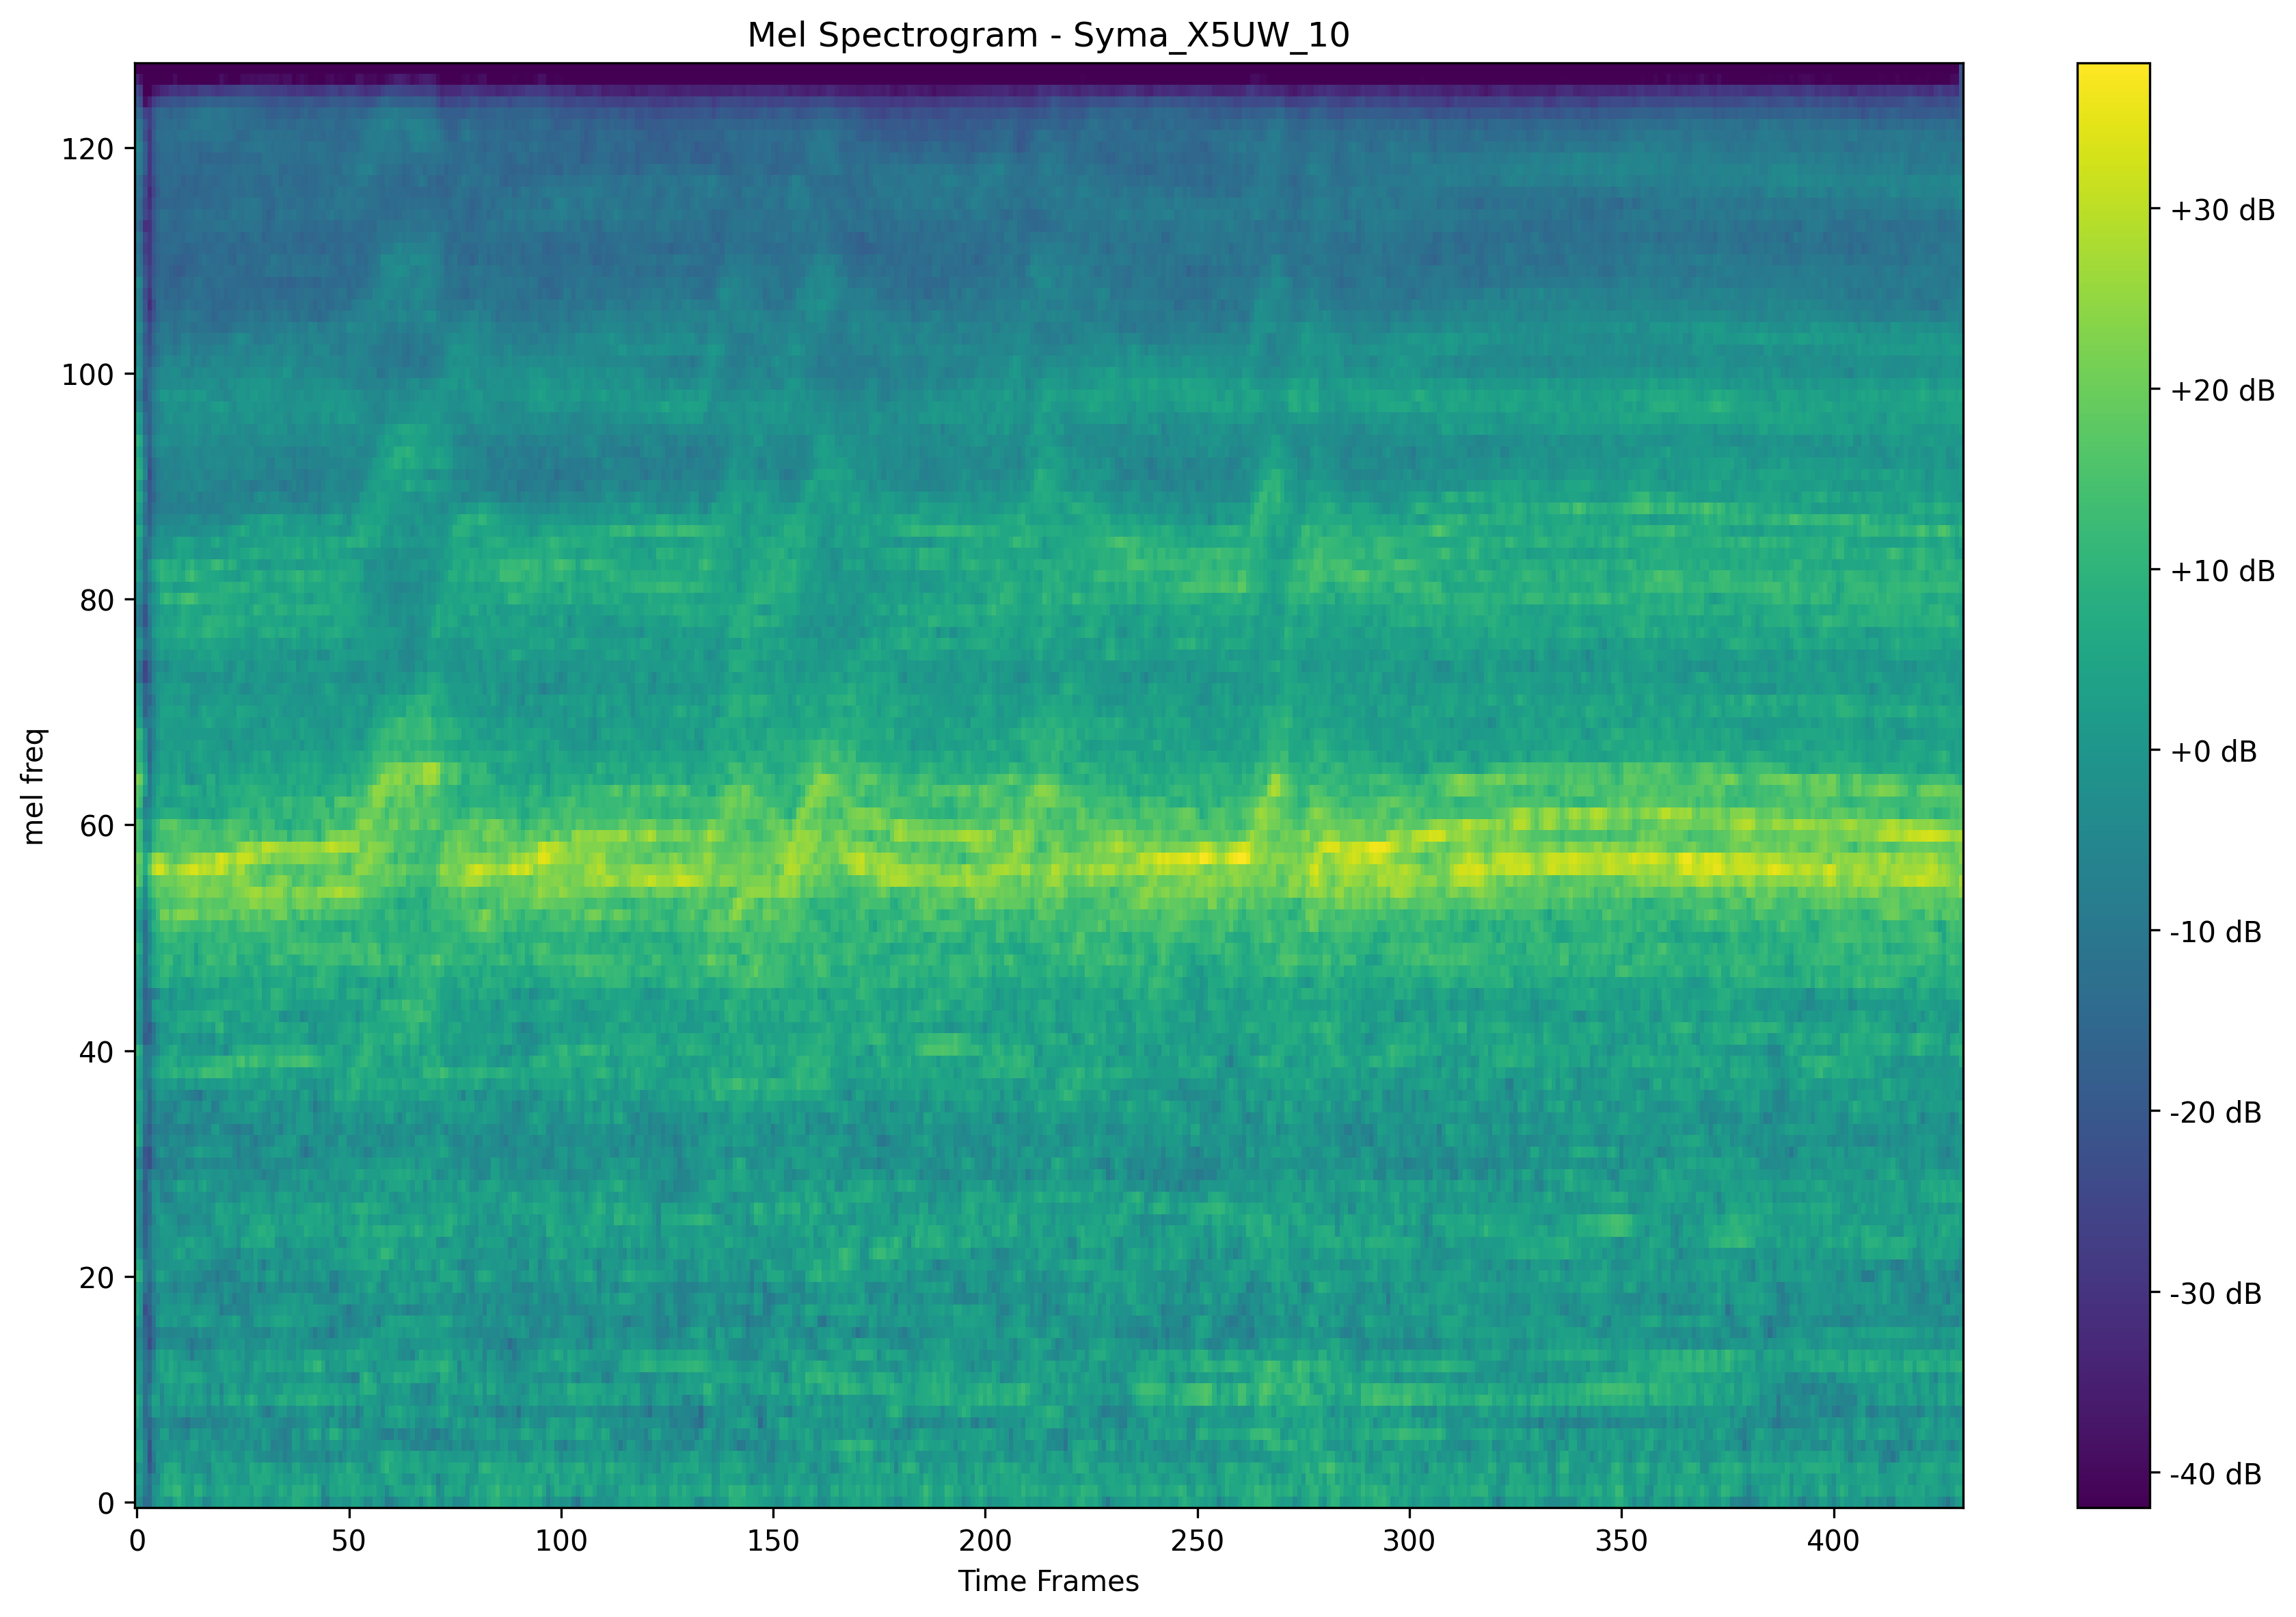 Mel Spectrogram - Syma_X5UW_10
mel freq
120
100
80
60
40
20
0
0 50 100 150 200 250 300 350 400
Time Frames
+30 dB
+20 dB
+10 dB
+0 dB
-10 dB
-20 dB
-30 dB
-40 dB